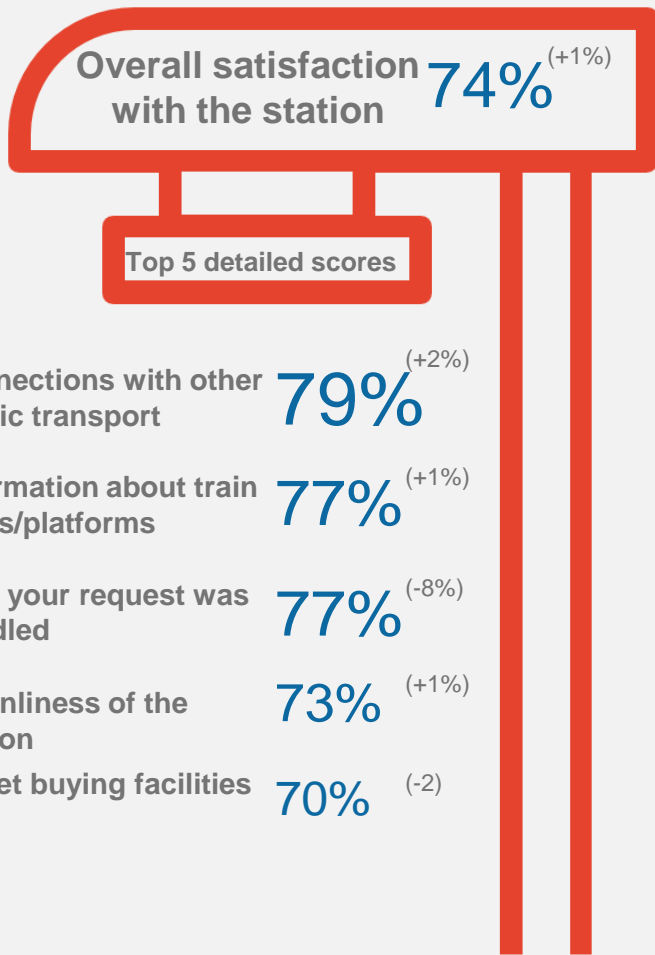 Overall satisfaction 74% (+1%)
with the station
Top 5 detailed scores
nections with other 79% (+2%)
ic transport
rmation about train 77% (+1%)
s/platforms
your request was 77% (-8%)
dled
nliness of the 73% (+1%)
on
et buying facilities 70% (-2)